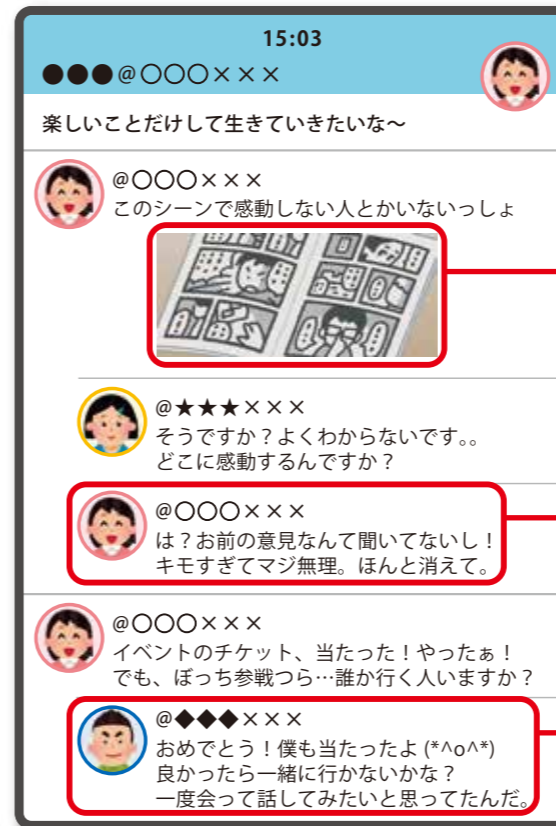 15:03
●●●@〇〇〇×××
楽しいことだけして生きていきたいな〜
@〇〇〇×××
このシーンで感動しない人とかいないっしょ
@★★★×××
そうですか？よくわからないです。。
どこに感動するんですか？
@〇〇〇×××
は？お前の意見なんて聞いてないし！
キモすぎてマジ無理。ほんと消えて。
@〇〇〇×××
イベントのチケット、当たった！やったぁ！
でも、ぼっち参戦つら…誰か行く人いますか？
@◆◆◆×××
おめでとう！僕も当たったよ(*^o^*)
良かったら一緒に行かないかな？
一度会って話してみたいと思ってたんだ。